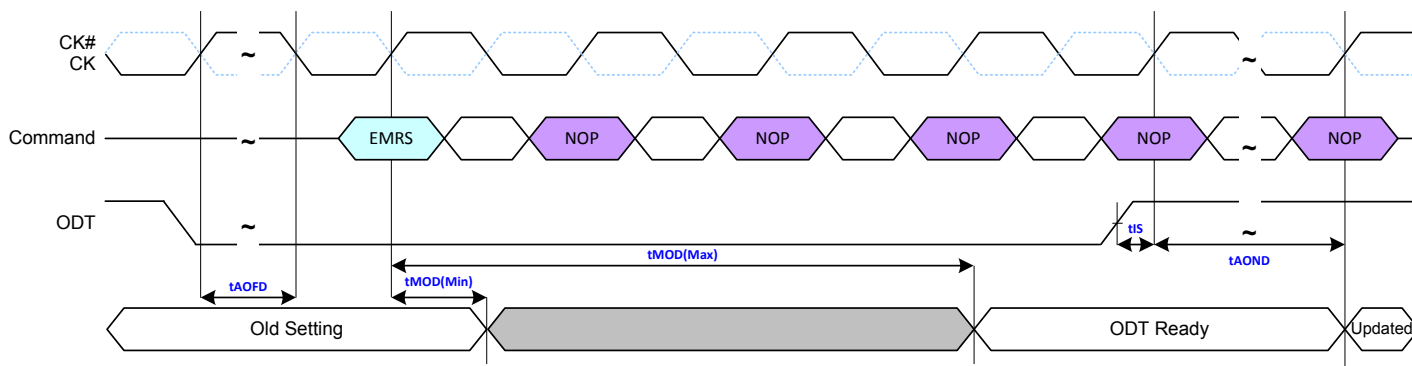 CK#
CK
~
~
Command
~
EMRS
NOP
NOP
NOP
NOP
~
NOP
ODT
~
tIS
~
tMOD(Max)
tAOND
tAOFD
tMOD(Min)
Old Setting
ODT Ready
Updated